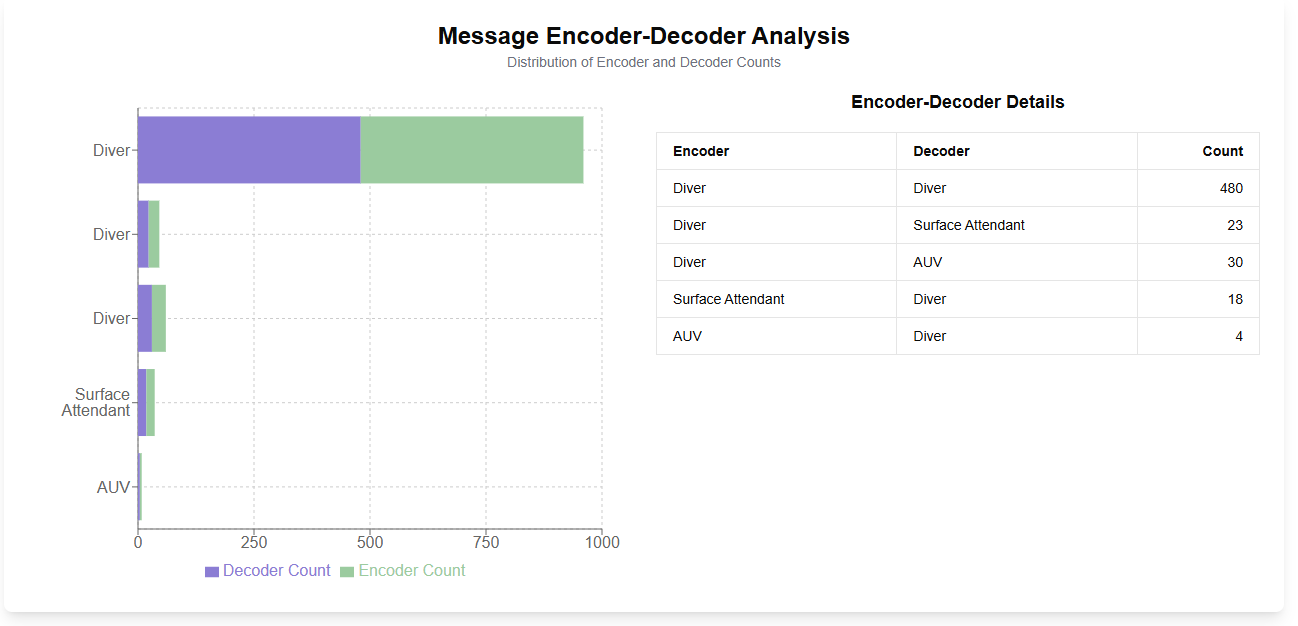 Message Encoder-Decoder Analysis
Distribution of Encoder and Decoder Counts
Diver
Diver
Diver
Surface
Attendant
AUV
0 250 500 750 1000
Decoder Count Encoder Count
Encoder-Decoder Details
Encoder Decoder Count
Diver Diver 480
Diver Surface Attendant 23
Diver AUV 30
Surface Attendant Diver 18
AUV Diver 4